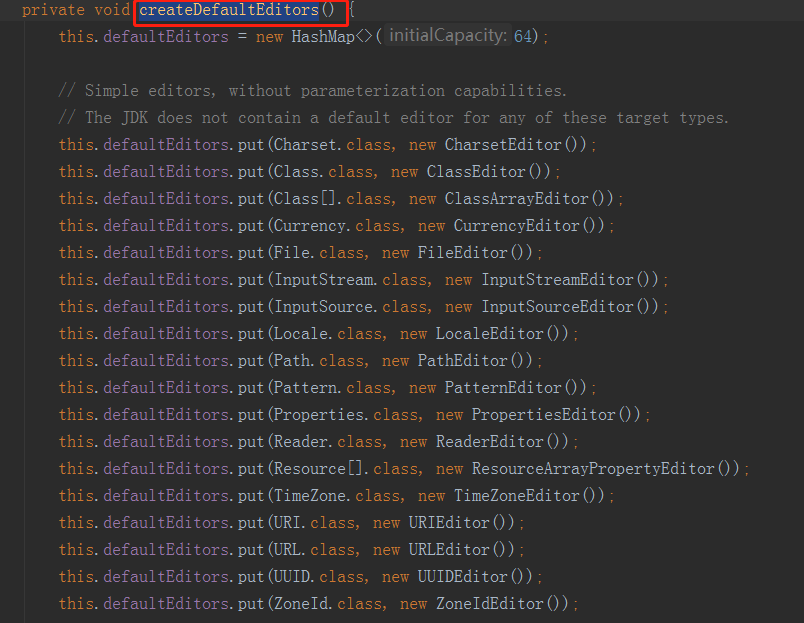 private void createDefaultEditors() {
this.defaultEditors = new HashMap<>( initialCapacity: 64);
// Simple editors, without parameterization capabilities.
// The JDK does not contain a default editor for any of these target types.
this.defaultEditors.put(Charset.class, new CharsetEditor());
this.defaultEditors.put(Class.class, new ClassEditor());
this.defaultEditors.put(Class[].class, new ClassArrayEditor());
this.defaultEditors.put(Currency.class, new CurrencyEditor());
this.defaultEditors.put(File.class, new FileEditor());
this.defaultEditors.put(InputStream.class, new InputStreamEditor());
this.defaultEditors.put(InputSource.class, new InputSourceEditor());
this.defaultEditors.put(Locale.class, new LocaleEditor());
this.defaultEditors.put(Path.class, new PathEditor());
this.defaultEditors.put(Pattern.class, new PatternEditor());
this.defaultEditors.put(Properties.class, new PropertiesEditor());
this.defaultEditors.put(Reader.class, new ReaderEditor());
this.defaultEditors.put(Resource[].class, new ResourceArrayPropertyEditor());
this.defaultEditors.put(TimeZone.class, new TimeZoneEditor());
this.defaultEditors.put(URI.class, new URIEditor());
this.defaultEditors.put(URL.class, new URLEditor());
this.defaultEditors.put(UUID.class, new UUIDEditor());
this.defaultEditors.put(ZoneId.class, new ZoneIdEditor());